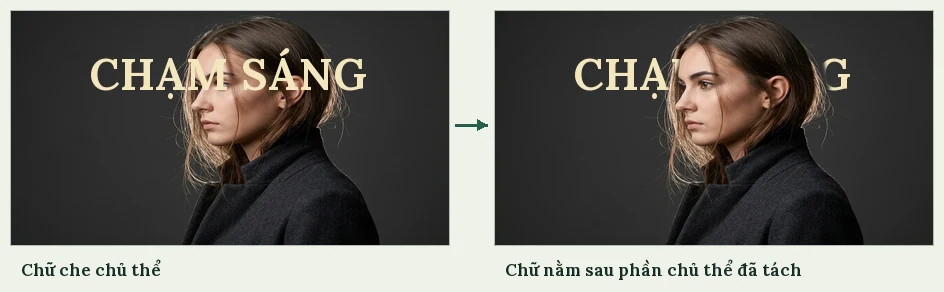 CHẠM SÁNG
CHẠ G
Chữ che chủ thể
Chữ nằm sau phần chủ thể đã tách